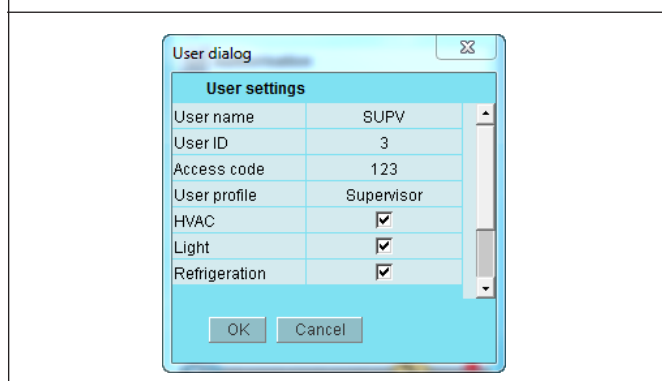 User dialog
User settings
User name SUPV
User ID 3
Access code 123
User profile Supervisor
HVAC
Light
Refrigeration
OK Cancel